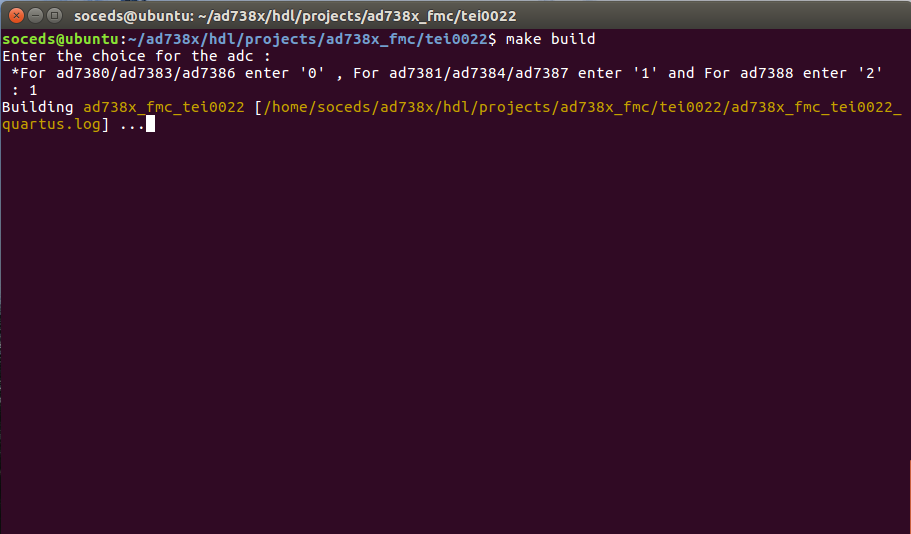 soceds@ubuntu: ~/ad738x/hdl/projects/ad738x_fmc/tei0022
soceds@ubuntu:~/ad738x/hdl/projects/ad738x_fmc/tei0022$ make build
Enter the choice for the adc :
 *For ad7380/ad7383/ad7386 enter '0' , For ad7381/ad7384/ad7387 enter '1' and For ad7388 enter '2'
 : 1
Building ad738x_fmc_tei0022 [/home/soceds/ad738x/hdl/projects/ad738x_fmc/tei0022/ad738x_fmc_tei0022_
quartus.log] ...